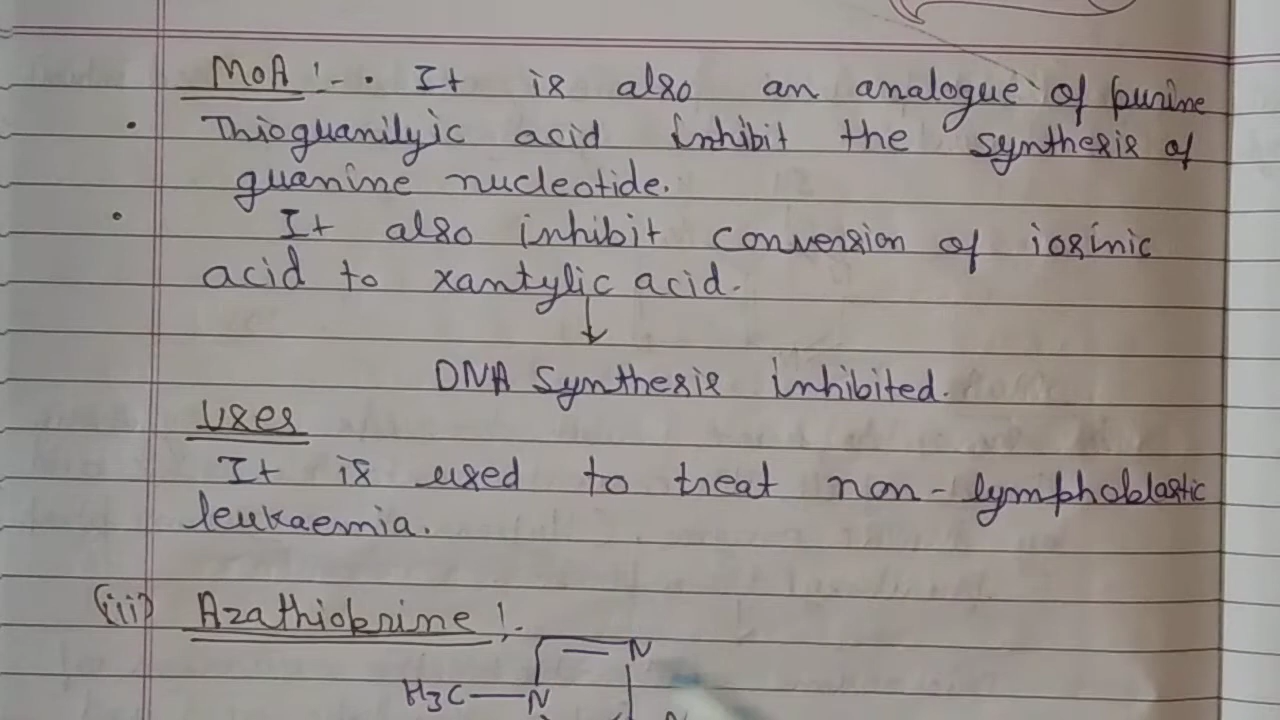 MOA :- • It is also an analogue of purine
• Thioguanilyic acid inhibit the synthesis of
guanine nucleotide.
• It also inhibit conversion of iosinic
acid to xantylic acid.
↓
DNA Synthesis inhibited.
Uses
It is used to treat non-lymphoblastic
leukaemia.
(iii) Azathioprine :-
N
H3C—N